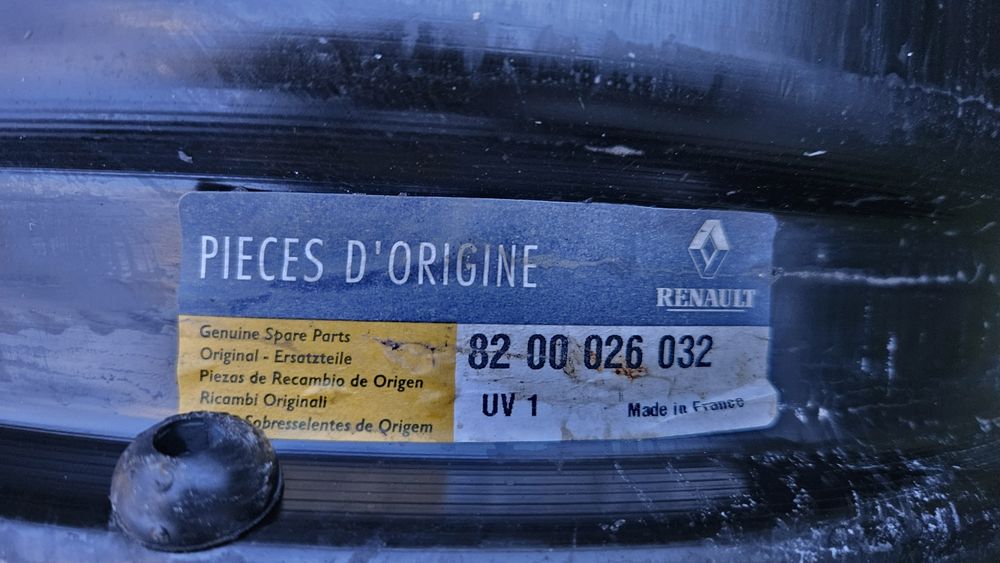 PIECES D'ORIGINE
RENAULT
Genuine Spare Parts
Original - Ersatzteile
Piezas de Recambio de Origen
Ricambi Originali
Sobresselentes de Origem
82 00 026 032
UV 1
Made in France